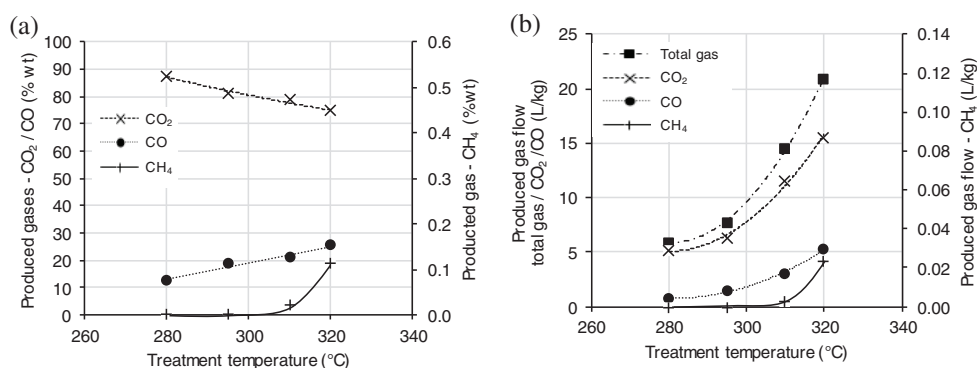 (a)
Produced gases - CO₂ / CO (% wt)
100
90
80
70
60
50
40
30
20
10
0
CO₂
CO
CH₄
0.6
0.5
0.4
0.3
0.2
0.1
0.0
Producted gas - CH₄ (%wt)
260 280 300 320 340
Treatment temperature (°C)
(b)
Produced gas flow
total gas / CO₂ /CO (L/kg)
25
20
15
10
5
0
Total gas
CO₂
CO
CH₄
0.14
0.12
0.10
0.08
0.06
0.04
0.02
0.00
Produced gas flow - CH₄ (L/kg)
260 280 300 320 340
Treatment temperature (°C)